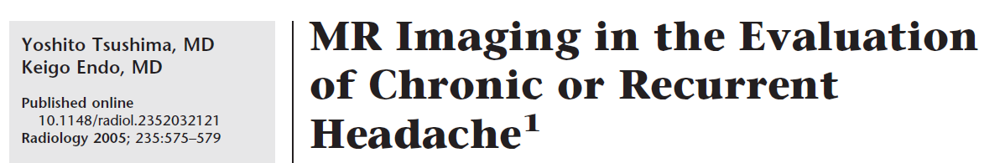 Yoshito Tsushima, MD
Keigo Endo, MD
Published online
10.1148/radiol.2352032121
Radiology 2005; 235:575–579
MR Imaging in the Evaluation
of Chronic or Recurrent
Headache¹